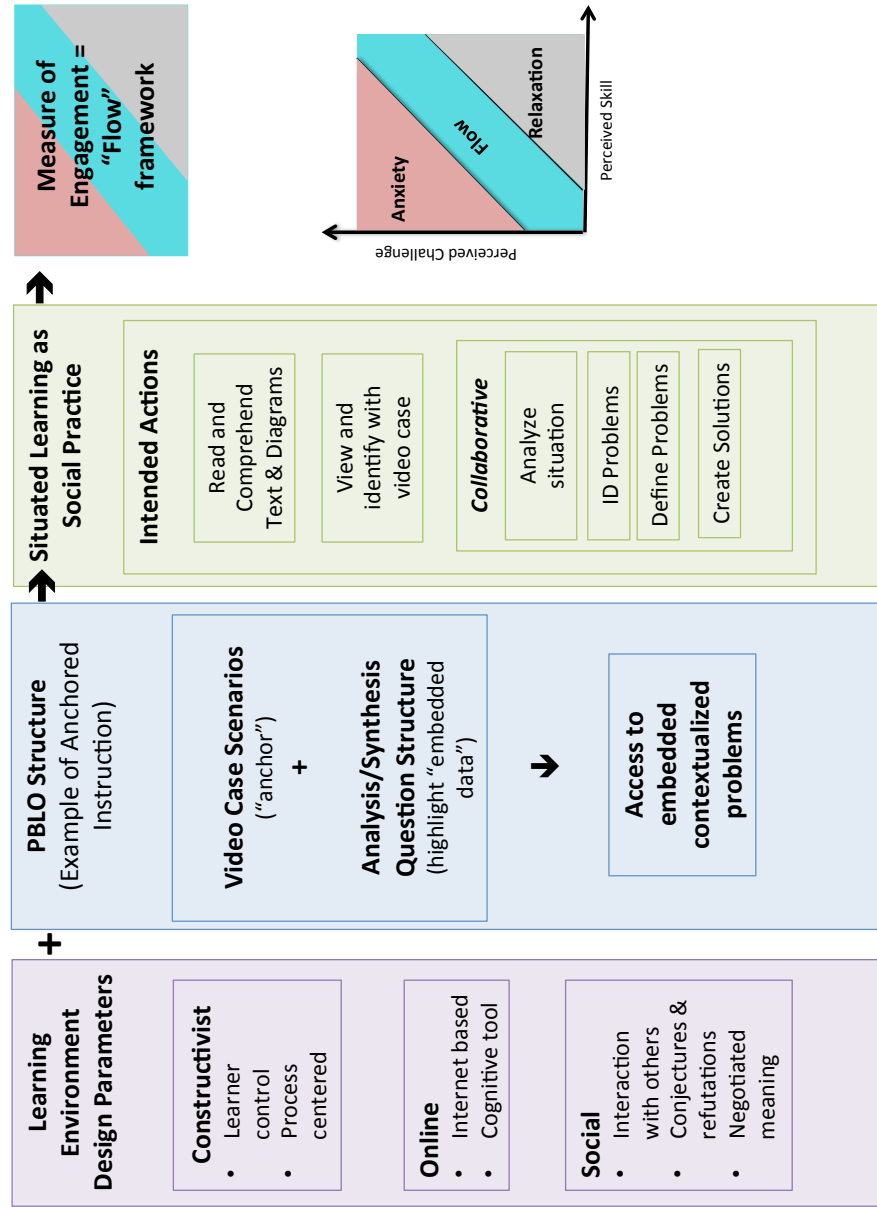 Learning
Environment
Design Parameters
Constructivist
• Learner
control
• Process
centered
Online
• Internet based
• Cognitive tool
Social
• Interaction
with others
• Conjectures &
refutations
• Negotiated
meaning
+
PBLO Structure
(Example of Anchored
Instruction)
Video Case Scenarios
(“anchor”)
+
Analysis/Synthesis
Question Structure
(highlight “embedded
data”)
Access to
embedded
contextualized
problems
Situated Learning as
Social Practice
Intended Actions
Read and
Comprehend
Text & Diagrams
View and
identify with
video case
Collaborative
Analyze
situation
ID Problems
Define Problems
Create Solutions
Measure of
Engagement =
“Flow”
framework
Perceived Challenge
Anxiety
Flow
Relaxation
Perceived Skill